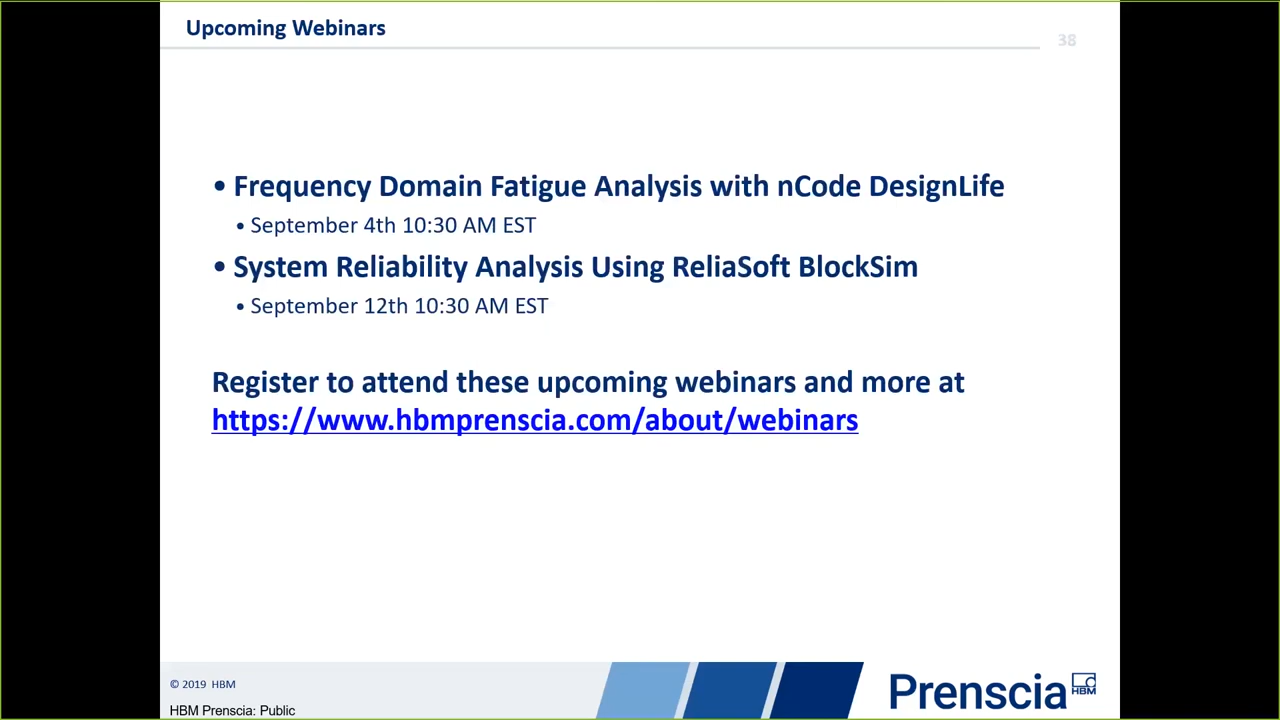 Upcoming Webinars
38
• Frequency Domain Fatigue Analysis with nCode DesignLife
• September 4th 10:30 AM EST
• System Reliability Analysis Using ReliaSoft BlockSim
• September 12th 10:30 AM EST
Register to attend these upcoming webinars and more at
https://www.hbmprenscia.com/about/webinars
© 2019 HBM
HBM Prenscia: Public
Prenscia
HBM